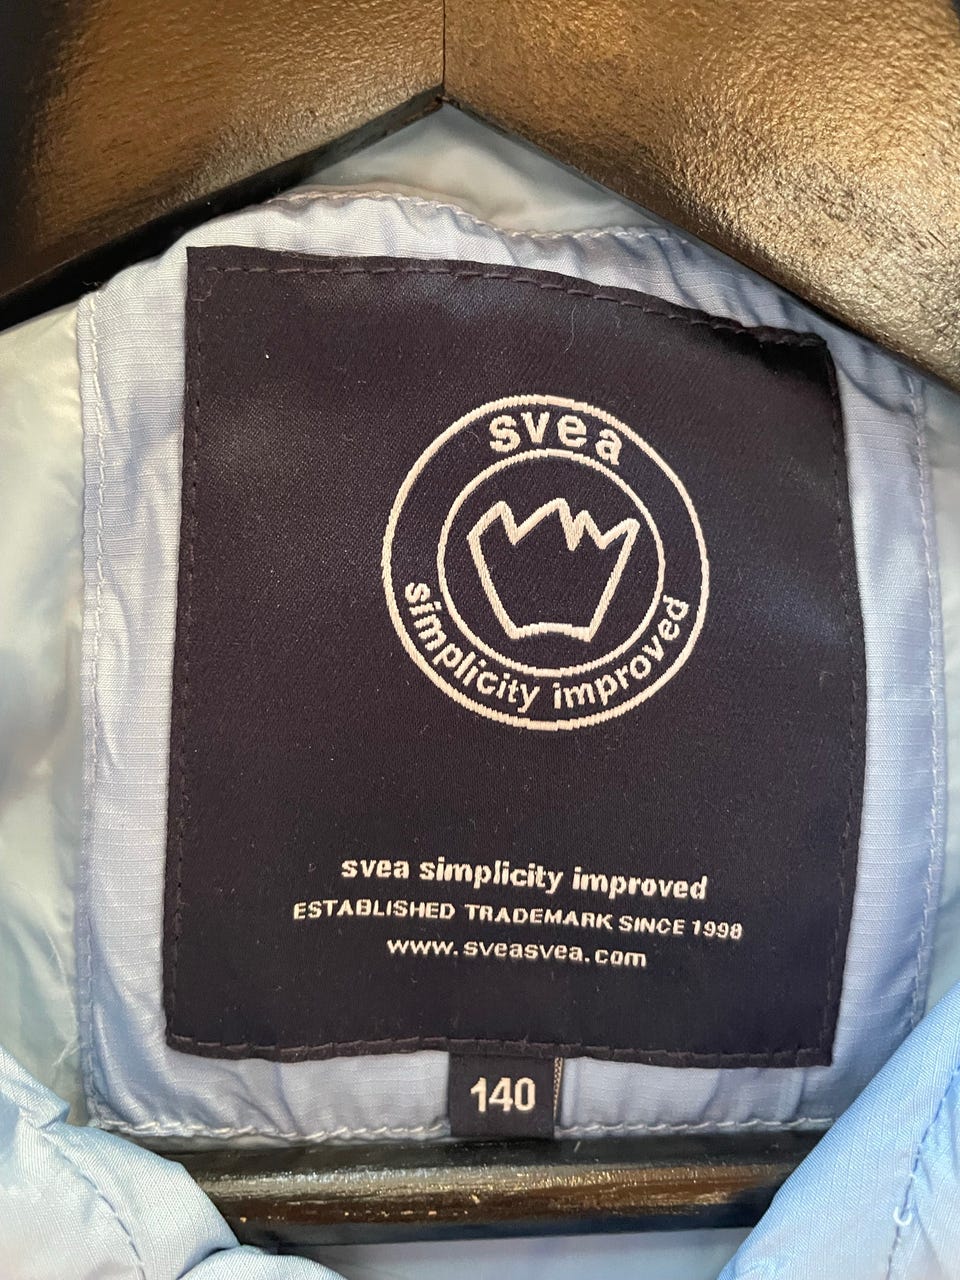 svea
simplicity improved
svea simplicity improved
ESTABLISHED TRADEMARK SINCE 1998
www.sveasvea.com
140